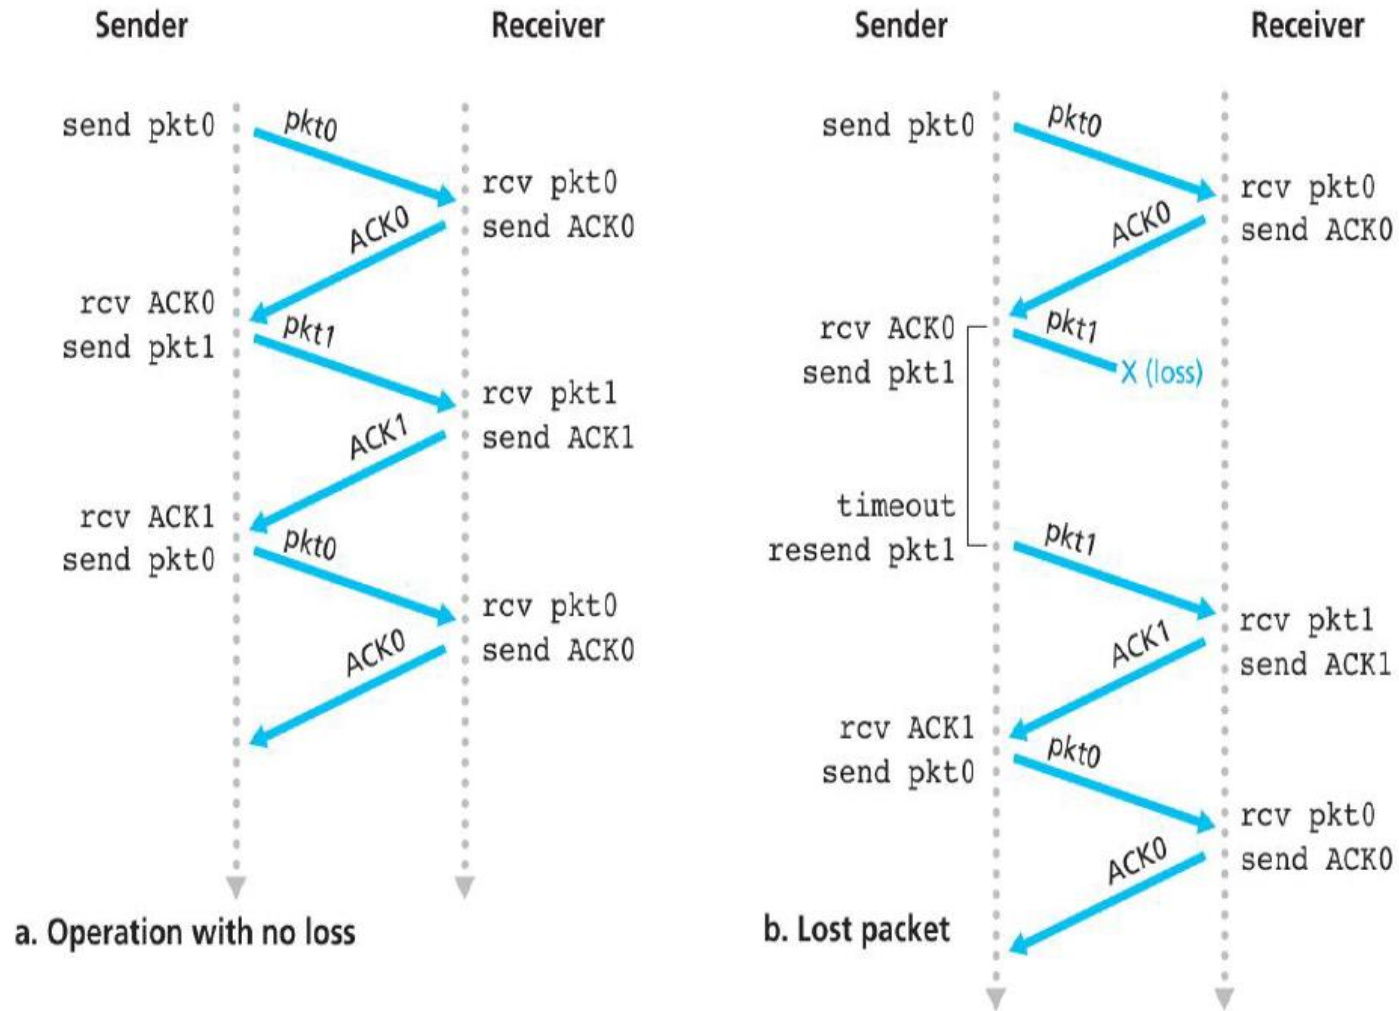 Sender
Receiver
send pkt0
pkt0
rcv pkt0
send ACK0
ACK0
rcv ACK0
send pkt1
pkt1
rcv pkt1
send ACK1
ACK1
rcv ACK1
send pkt0
pkt0
rcv pkt0
send ACK0
ACK0
a. Operation with no loss
Sender
Receiver
send pkt0
pkt0
rcv pkt0
send ACK0
ACK0
rcv ACK0
send pkt1
pkt1
X (loss)
timeout
resend pkt1
pkt1
rcv pkt1
send ACK1
ACK1
rcv ACK1
send pkt0
pkt0
rcv pkt0
send ACK0
ACK0
b. Lost packet